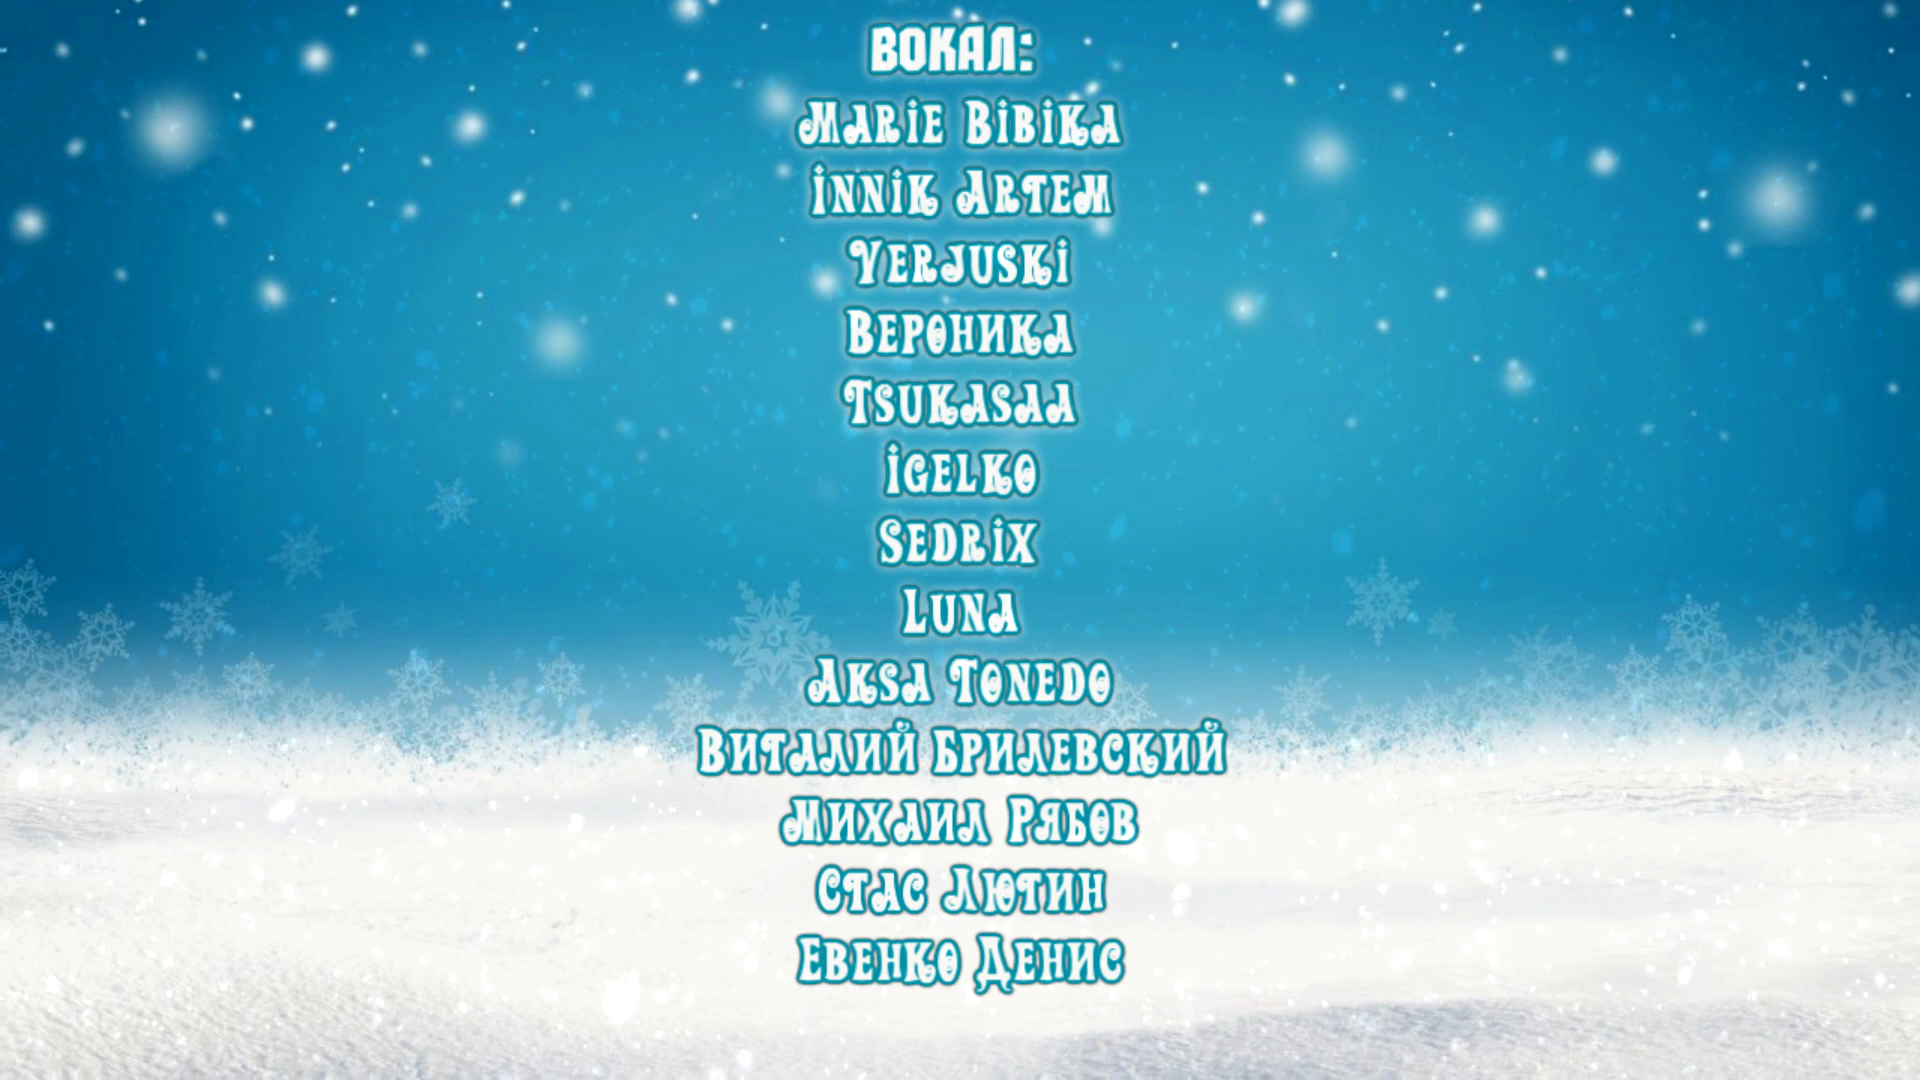 ВОКАЛ:
Marie Bibika
Innik Artem
Verjuski
Вероника
Tsukasaa
Igelko
Sedrix
Luna
Aksa Tonedo
Виталий Брилевский
Михаил Рябов
Стас Лютин
Евенко Денис